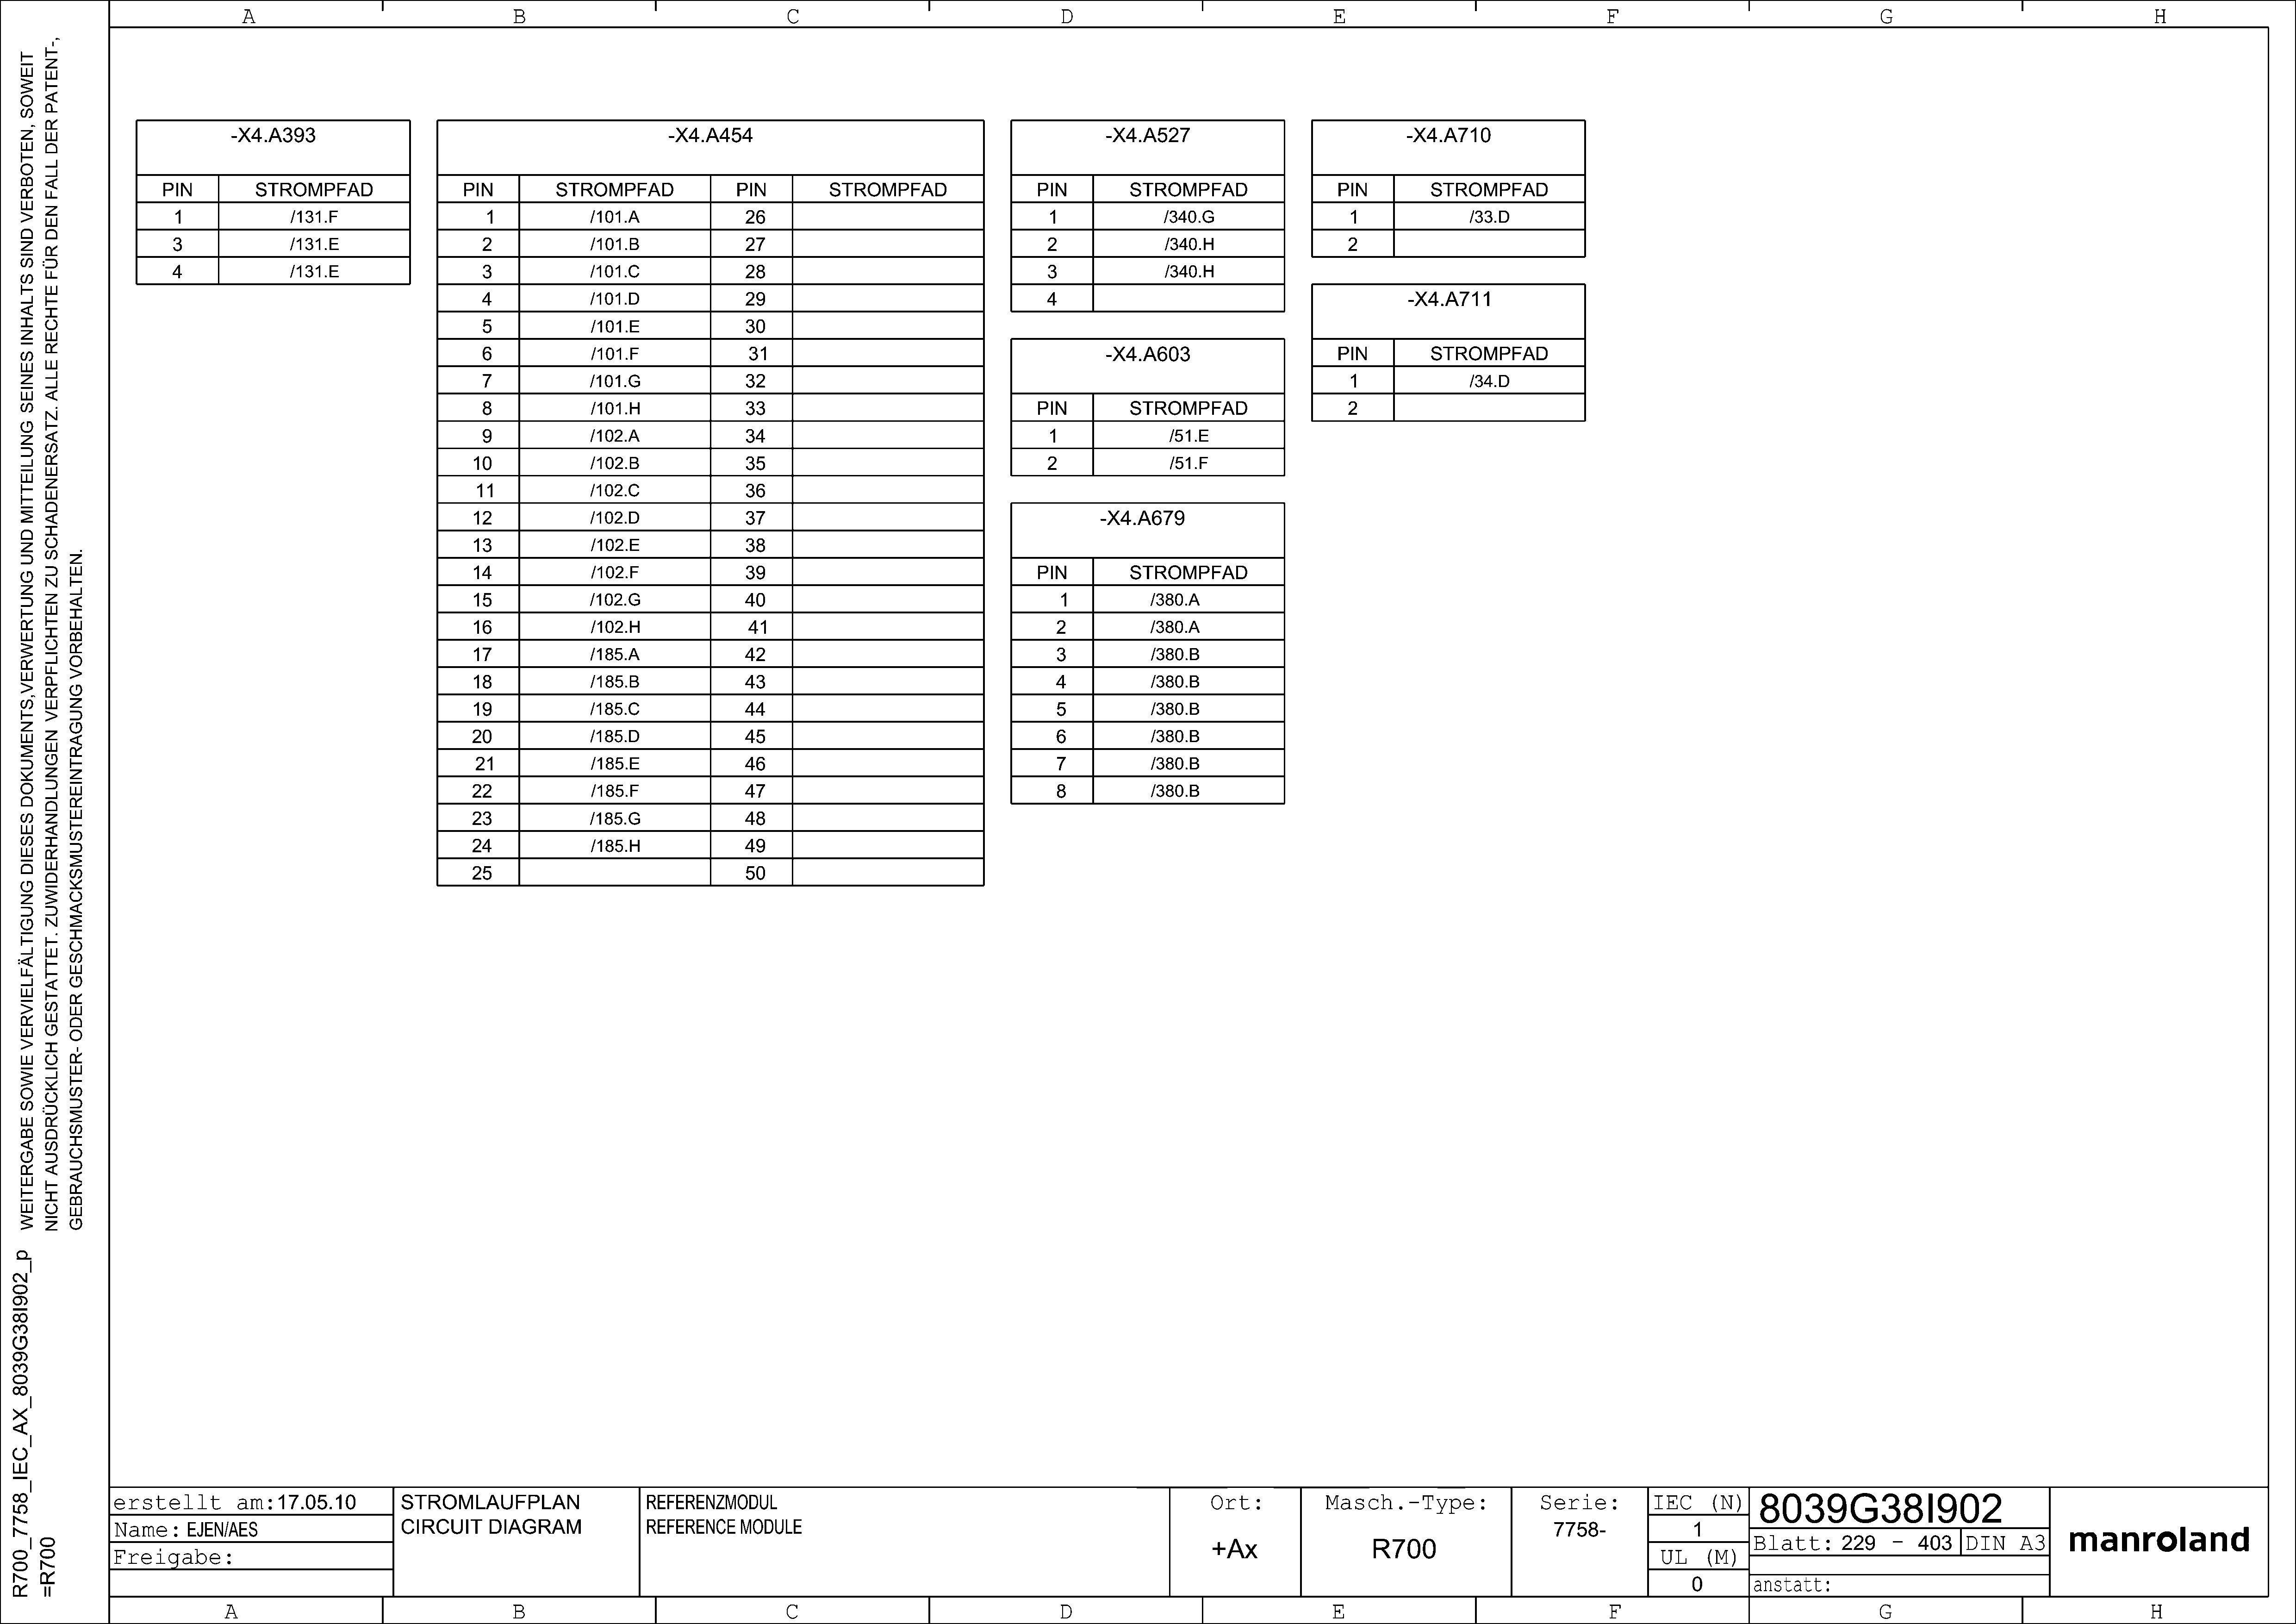 A B C D E F G H
-X4.A393
PIN STROMPFAD
1 /131.F
3 /131.E
4 /131.E
-X4.A454
PIN STROMPFAD PIN STROMPFAD
1 /101.A 26
2 /101.B 27
3 /101.C 28
4 /101.D 29
5 /101.E 30
6 /101.F 31
7 /101.G 32
8 /101.H 33
9 /102.A 34
10 /102.B 35
11 /102.C 36
12 /102.D 37
13 /102.E 38
14 /102.F 39
15 /102.G 40
16 /102.H 41
17 /185.A 42
18 /185.B 43
19 /185.C 44
20 /185.D 45
21 /185.E 46
22 /185.F 47
23 /185.G 48
24 /185.H 49
25 50
-X4.A527
PIN STROMPFAD
1 /340.G
2 /340.H
3 /340.H
4
-X4.A603
PIN STROMPFAD
1 /51.E
2 /51.F
-X4.A679
PIN STROMPFAD
1 /380.A
2 /380.A
3 /380.B
4 /380.B
5 /380.B
6 /380.B
7 /380.B
8 /380.B
-X4.A710
PIN STROMPFAD
1 /33.D
2
-X4.A711
PIN STROMPFAD
1 /34.D
2
WEITERGABE SOWIE VERVIELFÄLTIGUNG DIESES DOKUMENTS,VERWERTUNG UND MITTEILUNG SEINES INHALTS SIND VERBOTEN, SOWEIT
NICHT AUSDRÜCKLICH GESTATTET. ZUWIDERHANDLUNGEN VERPFLICHTEN ZU SCHADENERSATZ. ALLE RECHTE FÜR DEN FALL DER PATENT-,
GEBRAUCHSMUSTER- ODER GESCHMACKSMUSTEREINTRAGUNG VORBEHALTEN.
R700_7758_IEC_AX_8039G38I902_p
=R700
erstellt am:17.05.10
Name: EJEN/AES
Freigabe:
STROMLAUFPLAN
CIRCUIT DIAGRAM
REFERENZMODUL
REFERENCE MODULE
Ort:
+Ax
Masch.-Type:
R700
Serie:
7758-
IEC (N)
1
UL (M)
0
8039G38I902
Blatt: 229 - 403 DIN A3
anstatt:
manroland
A B C D E F G H